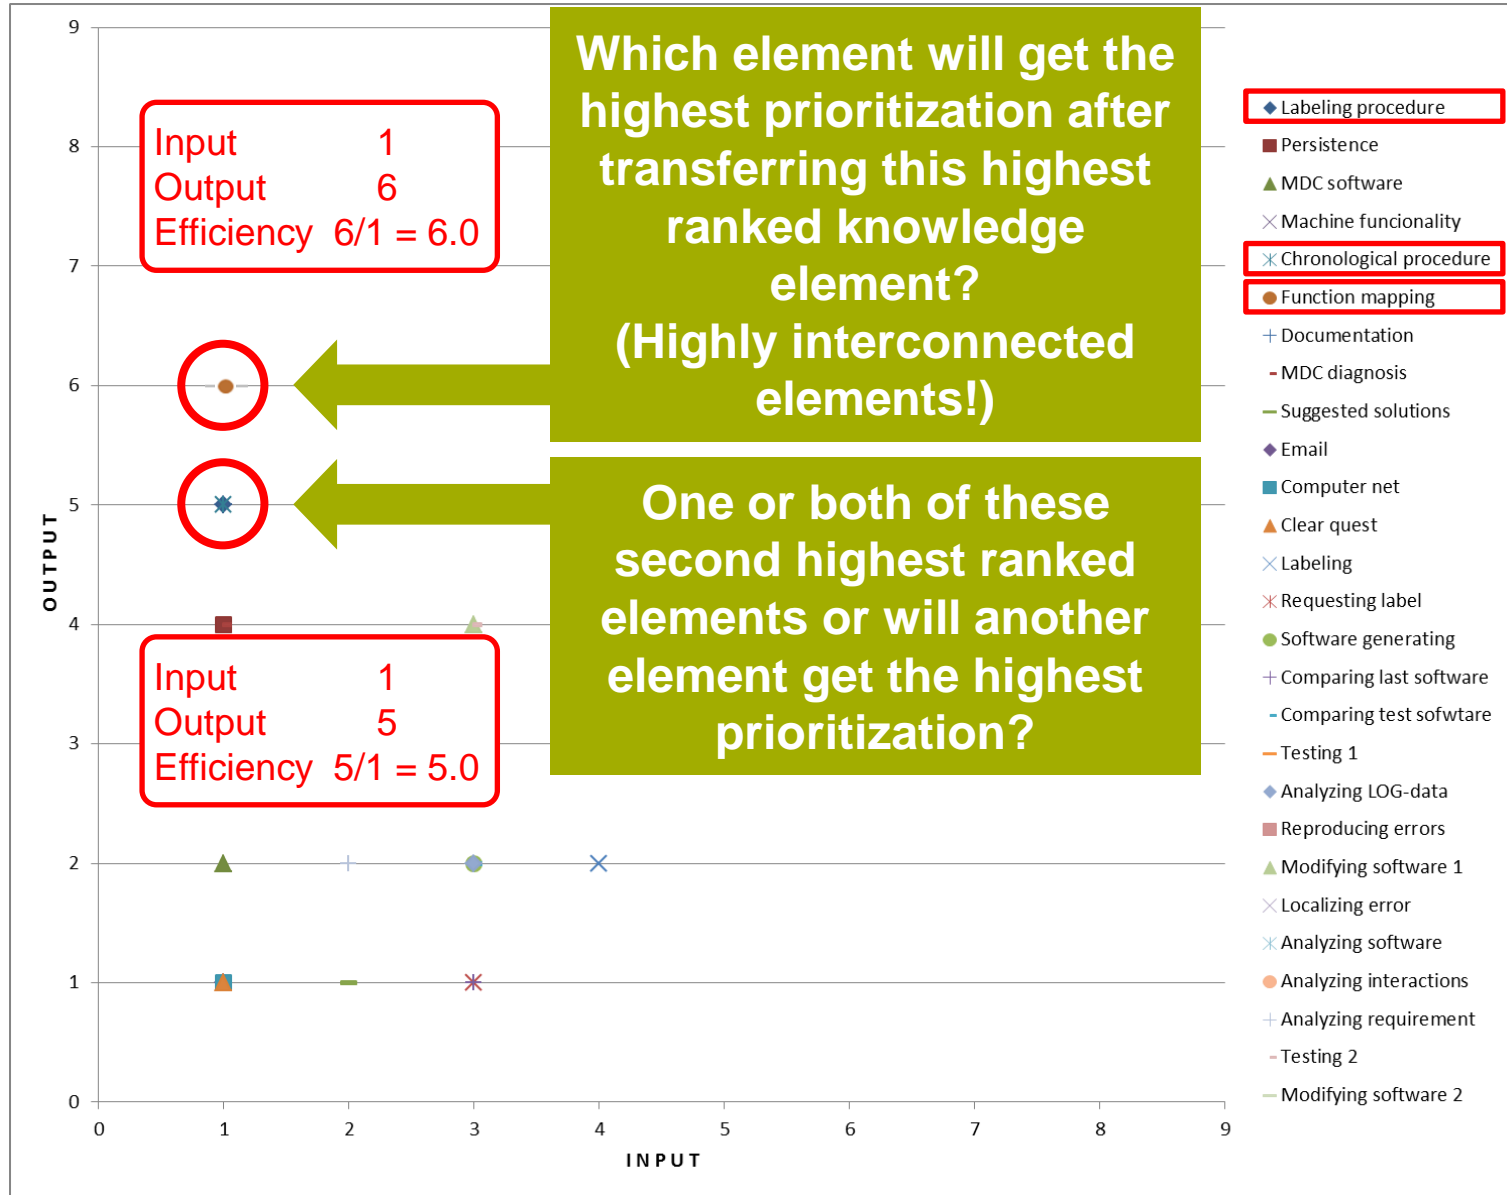 9
8
7
6
5
4
3
2
1
0
OUTPUT
0 1 2 3 4 5 6 7 8 9
INPUT
Input 1
Output 6
Efficiency 6/1 = 6.0
Which element will get the
highest prioritization after
transferring this highest
ranked knowledge
element?
(Highly interconnected
elements!)
One or both of these
second highest ranked
elements or will another
element get the highest
prioritization?
Input 1
Output 5
Efficiency 5/1 = 5.0
Labeling procedure
Persistence
MDC software
Machine funcionality
Chronological procedure
Function mapping
Documentation
MDC diagnosis
Suggested solutions
Email
Computer net
Clear quest
Labeling
Requesting label
Software generating
Comparing last software
Comparing test sofwtare
Testing 1
Analyzing LOG-data
Reproducing errors
Modifying software 1
Localizing error
Analyzing software
Analyzing interactions
Analyzing requirement
Testing 2
Modifying software 2